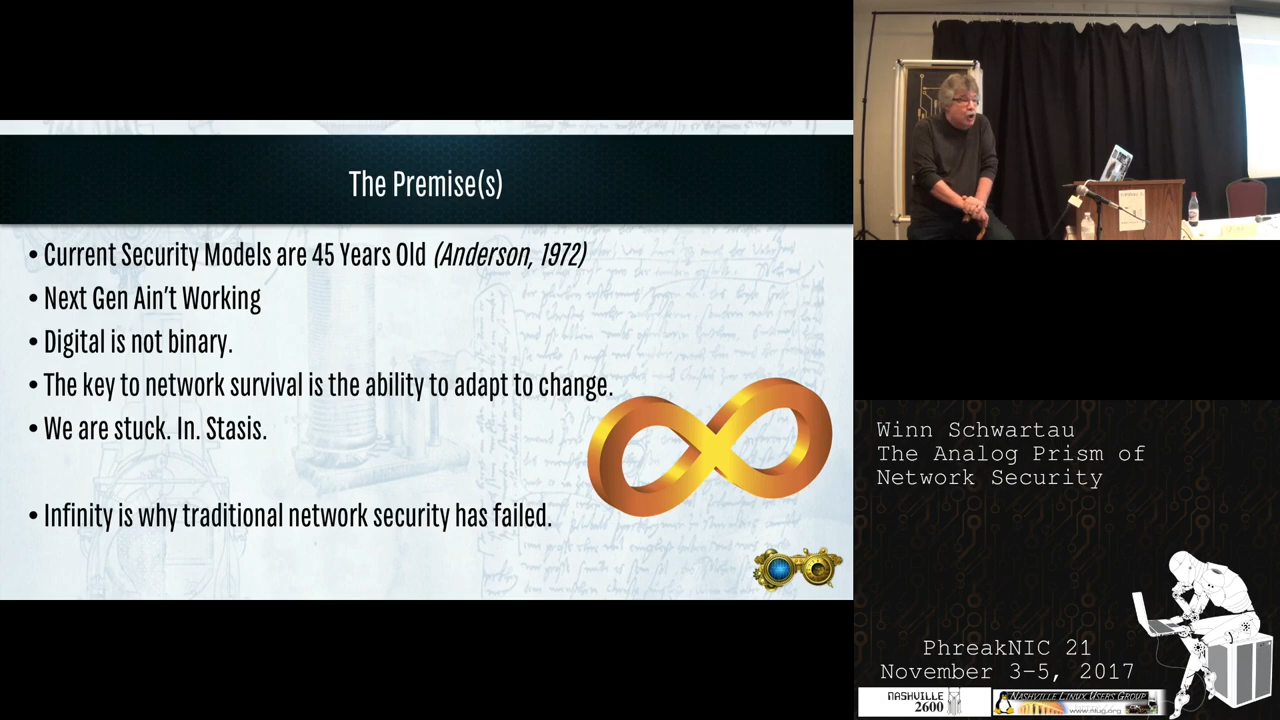 The Premise(s)
• Current Security Models are 45 Years Old (Anderson, 1972)
• Next Gen Ain't Working
• Digital is not binary.
• The key to network survival is the ability to adapt to change.
• We are stuck. In. Stasis.
• Infinity is why traditional network security has failed.
Winn Schwartau
The Analog Prism of
Network Security
PhreakNIC 21
November 3-5, 2017
NASHVILLE
2600
NASHVILLE LINUX USERS GROUP
www.nlug.org